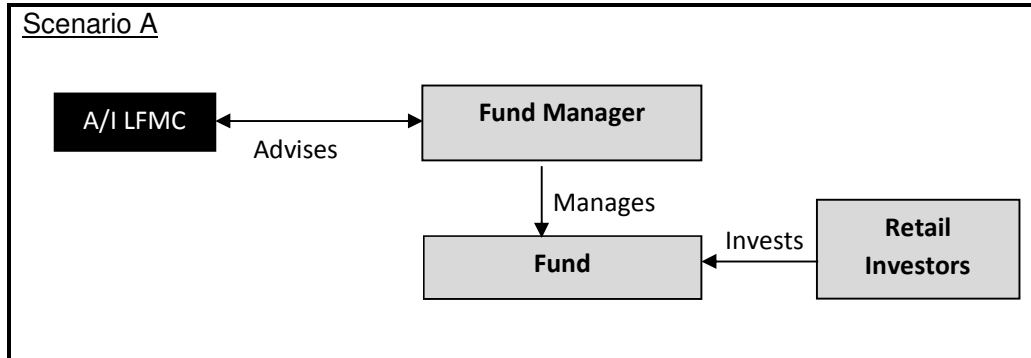 Scenario A
A/I LFMC
Fund Manager
Advises
Manages
Fund
Invests
Retail
Investors